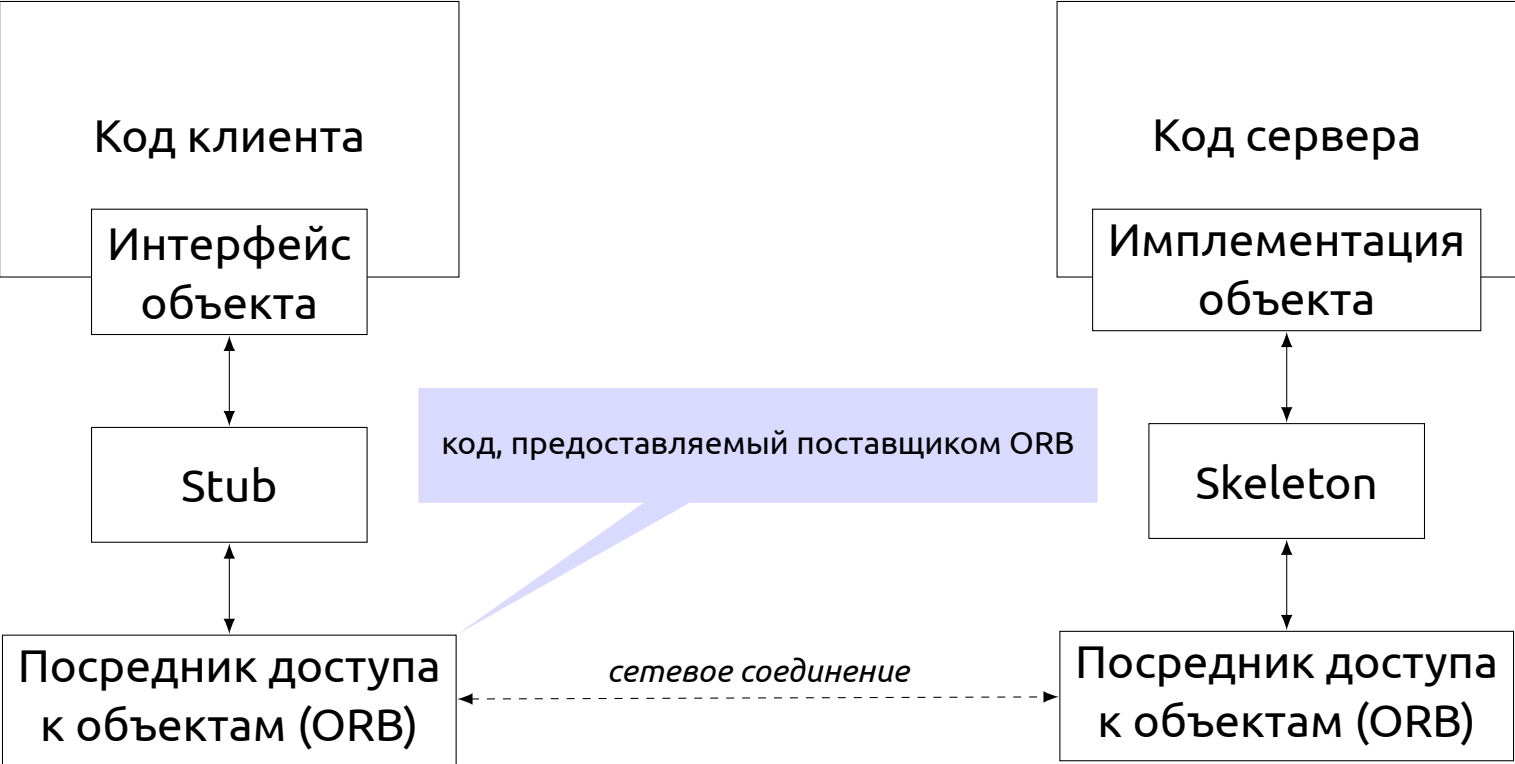 Код клиента
Интерфейс
объекта
Stub
Посредник доступа
к объектам (ORB)
код, предоставляемый поставщиком ORB
сетевое соединение
Код сервера
Имплементация
объекта
Skeleton
Посредник доступа
к объектам (ORB)